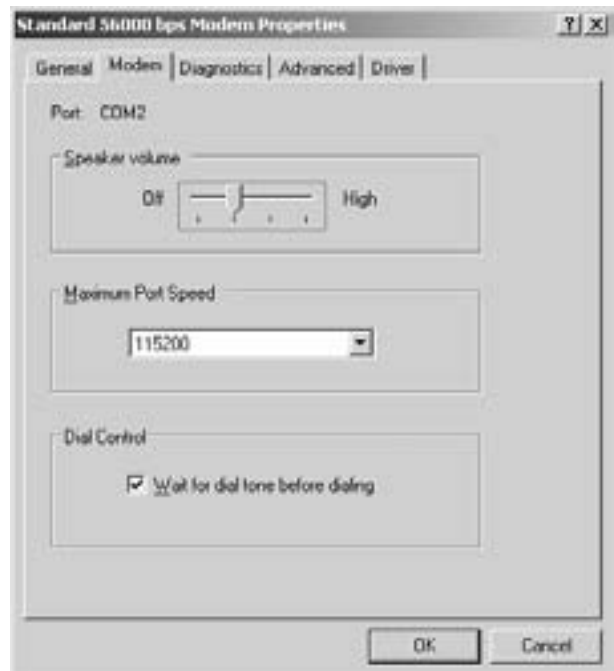 Standard 56000 bps Modem Properties
General Modem Diagnostics Advanced Driver
Port: COM2
Speaker volume
Off High
Maximum Port Speed
115200
Dial Control
Wait for dial tone before dialing
OK Cancel